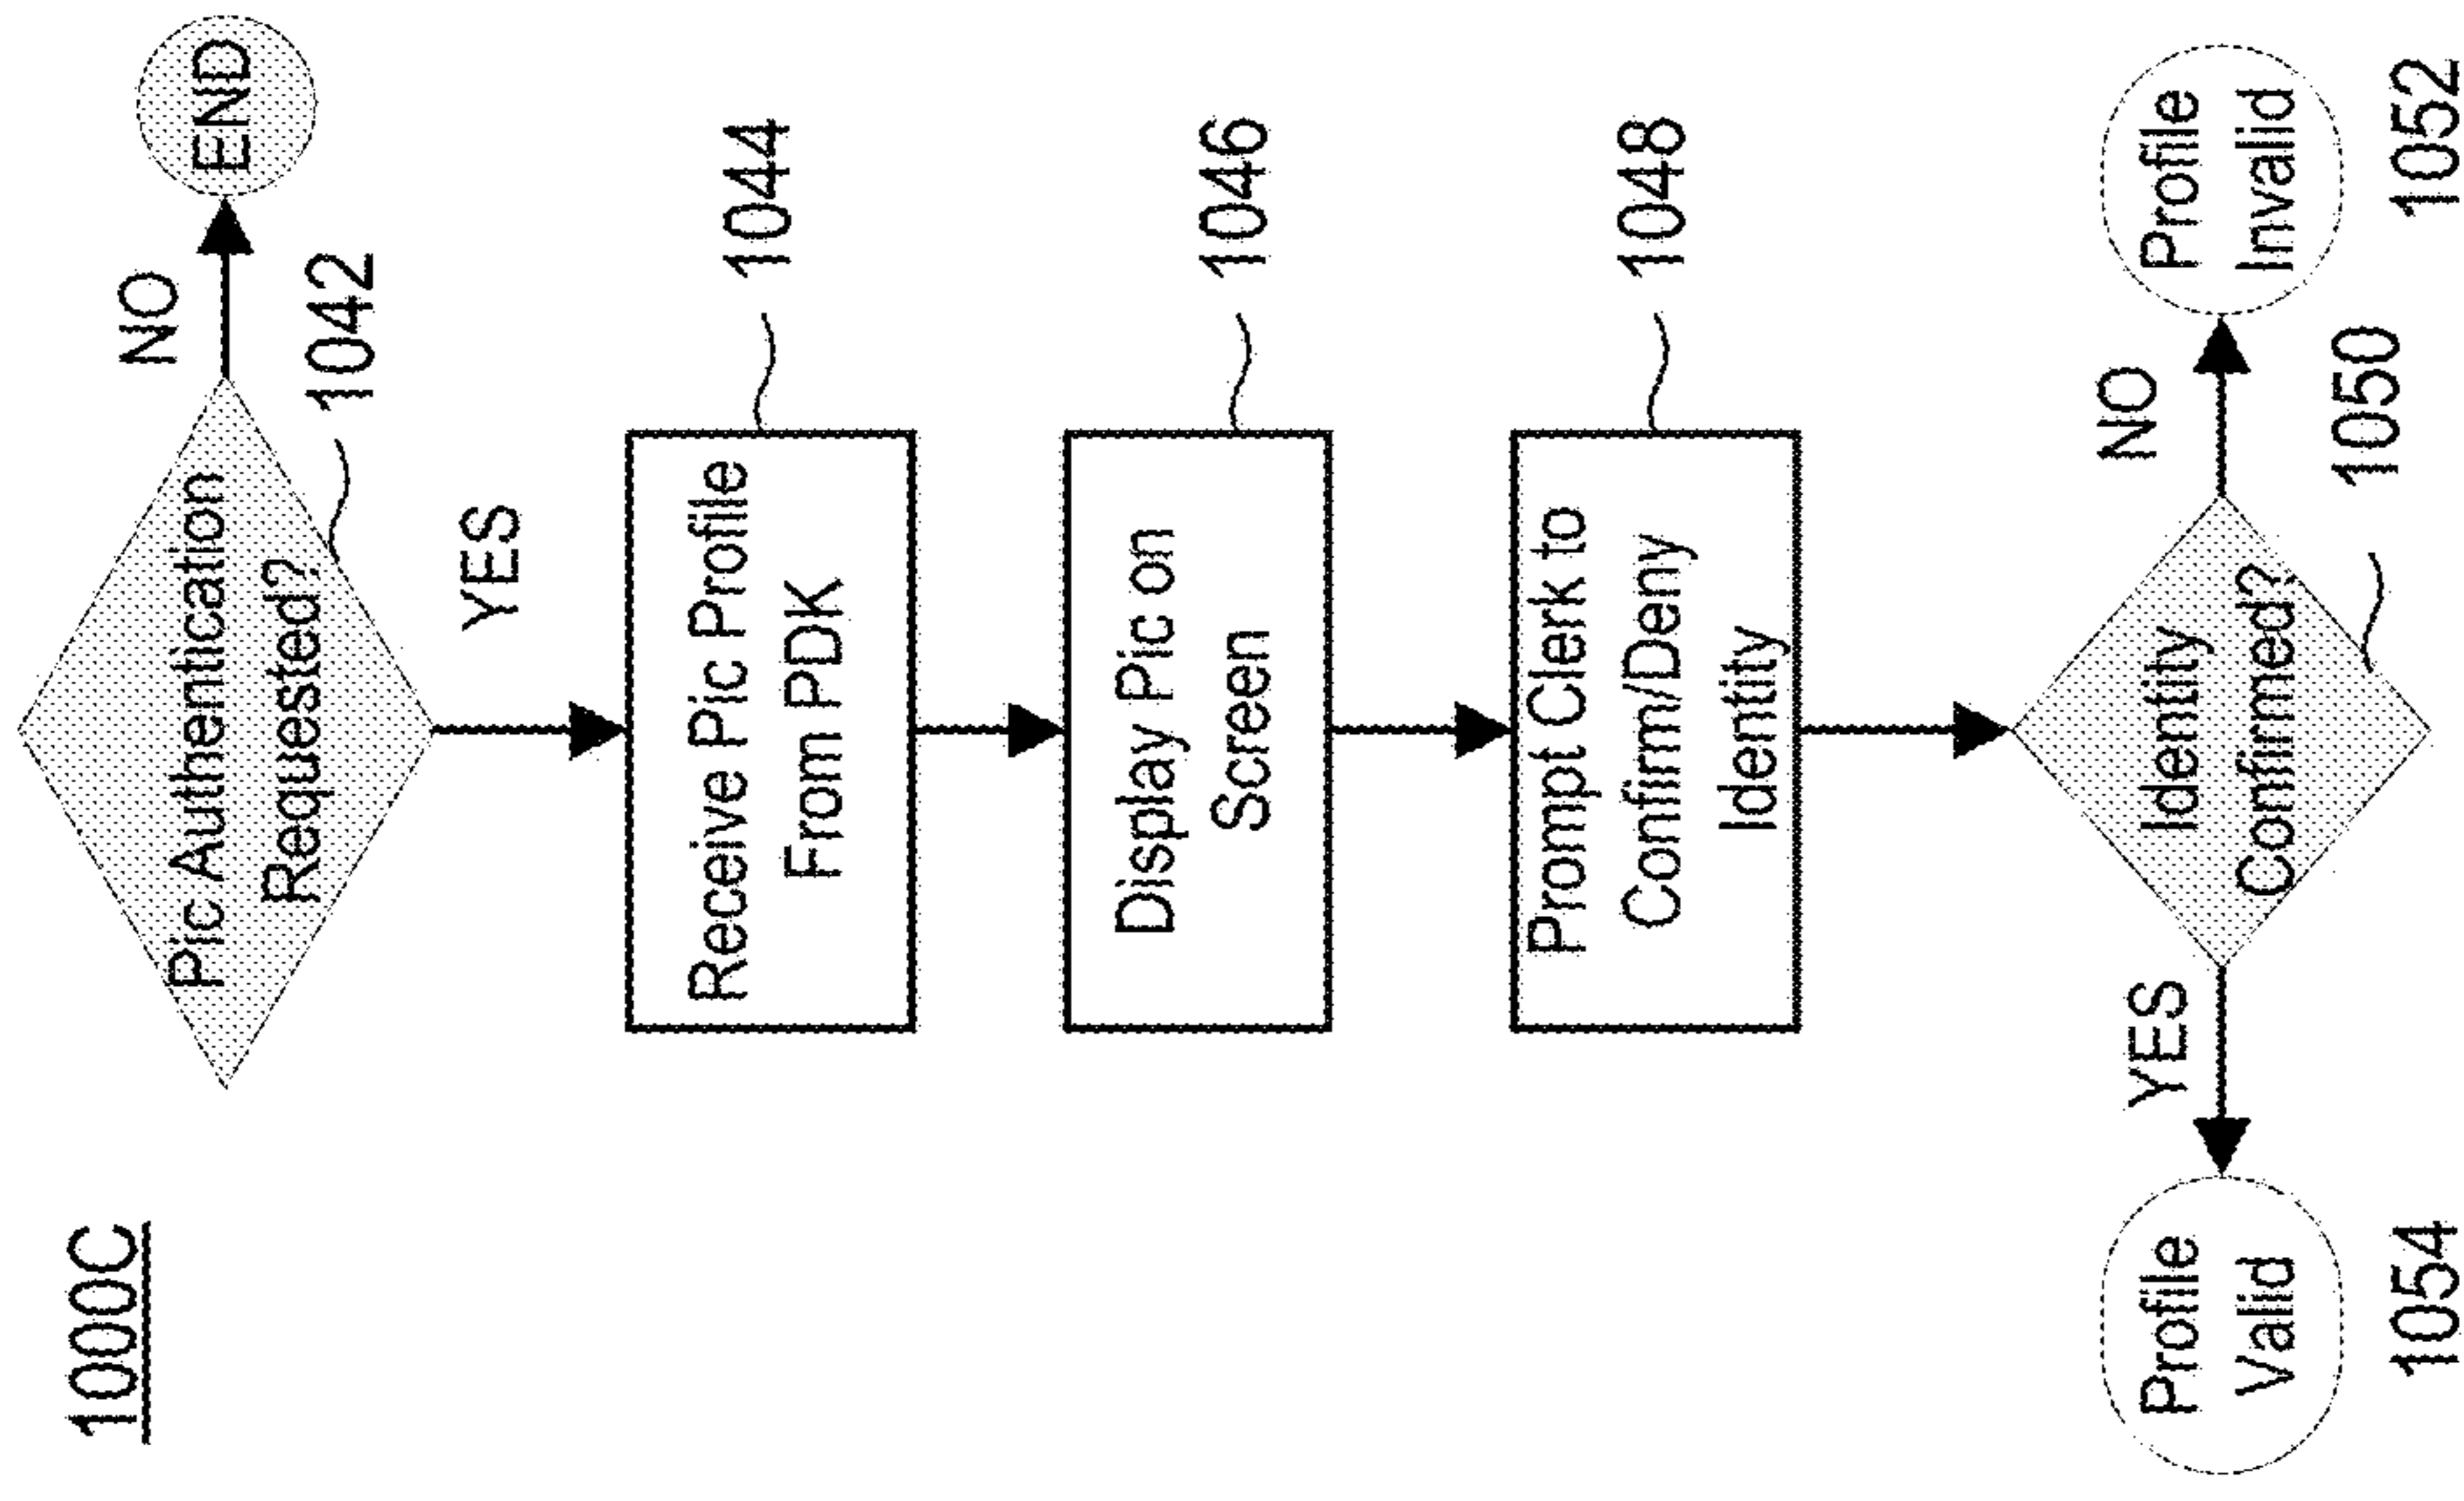 1000C
Pic Authentication
Requested?
1042
NO
END
YES
Receive Pic Profile
From PDK
1044
Display Pic on
Screen
1046
Prompt Clerk to
Confirm/Deny
Identity
1048
Identity
Confirmed?
1050
YES
NO
Profile
Valid
1054
Profile
Invalid
1052